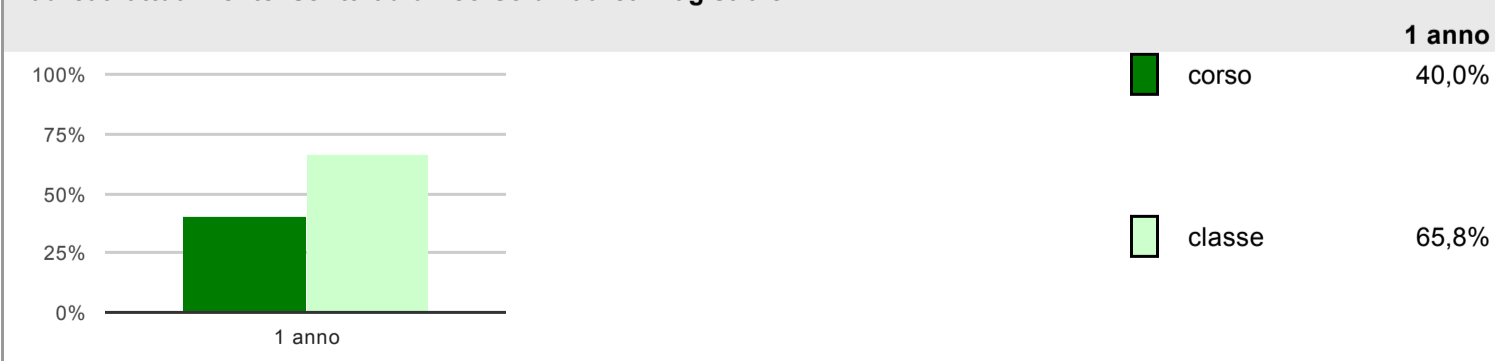 1 anno
100%
75%
50%
25%
0%
1 anno
corso 40,0%
classe 65,8%